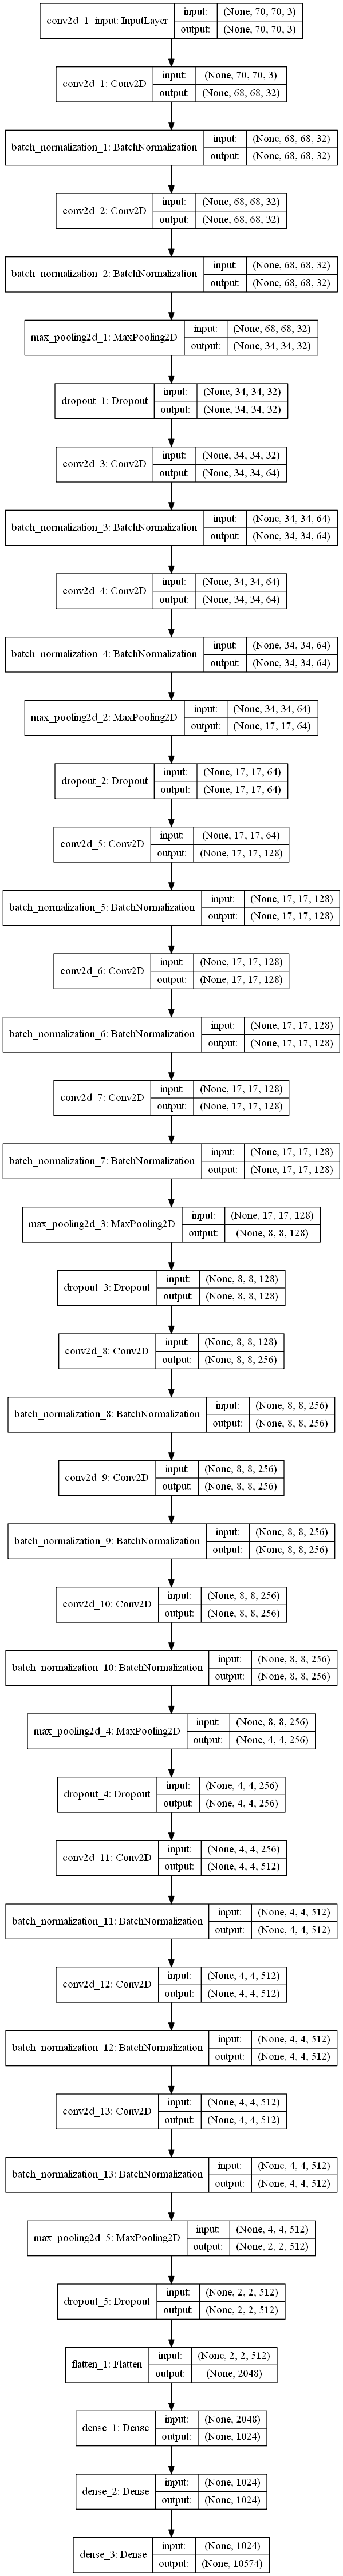 conv2d_1_input: InputLayer
input: (None, 70, 70, 3)
output: (None, 70, 70, 3)
conv2d_1: Conv2D
input: (None, 70, 70, 3)
output: (None, 68, 68, 32)
batch_normalization_1: BatchNormalization
input: (None, 68, 68, 32)
output: (None, 68, 68, 32)
conv2d_2: Conv2D
input: (None, 68, 68, 32)
output: (None, 68, 68, 32)
batch_normalization_2: BatchNormalization
input: (None, 68, 68, 32)
output: (None, 68, 68, 32)
max_pooling2d_1: MaxPooling2D
input: (None, 68, 68, 32)
output: (None, 34, 34, 32)
dropout_1: Dropout
input: (None, 34, 34, 32)
output: (None, 34, 34, 32)
conv2d_3: Conv2D
input: (None, 34, 34, 32)
output: (None, 34, 34, 64)
batch_normalization_3: BatchNormalization
input: (None, 34, 34, 64)
output: (None, 34, 34, 64)
conv2d_4: Conv2D
input: (None, 34, 34, 64)
output: (None, 34, 34, 64)
batch_normalization_4: BatchNormalization
input: (None, 34, 34, 64)
output: (None, 34, 34, 64)
max_pooling2d_2: MaxPooling2D
input: (None, 34, 34, 64)
output: (None, 17, 17, 64)
dropout_2: Dropout
input: (None, 17, 17, 64)
output: (None, 17, 17, 64)
conv2d_5: Conv2D
input: (None, 17, 17, 64)
output: (None, 17, 17, 128)
batch_normalization_5: BatchNormalization
input: (None, 17, 17, 128)
output: (None, 17, 17, 128)
conv2d_6: Conv2D
input: (None, 17, 17, 128)
output: (None, 17, 17, 128)
batch_normalization_6: BatchNormalization
input: (None, 17, 17, 128)
output: (None, 17, 17, 128)
conv2d_7: Conv2D
input: (None, 17, 17, 128)
output: (None, 17, 17, 128)
batch_normalization_7: BatchNormalization
input: (None, 17, 17, 128)
output: (None, 17, 17, 128)
max_pooling2d_3: MaxPooling2D
input: (None, 17, 17, 128)
output: (None, 8, 8, 128)
dropout_3: Dropout
input: (None, 8, 8, 128)
output: (None, 8, 8, 128)
conv2d_8: Conv2D
input: (None, 8, 8, 128)
output: (None, 8, 8, 256)
batch_normalization_8: BatchNormalization
input: (None, 8, 8, 256)
output: (None, 8, 8, 256)
conv2d_9: Conv2D
input: (None, 8, 8, 256)
output: (None, 8, 8, 256)
batch_normalization_9: BatchNormalization
input: (None, 8, 8, 256)
output: (None, 8, 8, 256)
conv2d_10: Conv2D
input: (None, 8, 8, 256)
output: (None, 8, 8, 256)
batch_normalization_10: BatchNormalization
input: (None, 8, 8, 256)
output: (None, 8, 8, 256)
max_pooling2d_4: MaxPooling2D
input: (None, 8, 8, 256)
output: (None, 4, 4, 256)
dropout_4: Dropout
input: (None, 4, 4, 256)
output: (None, 4, 4, 256)
conv2d_11: Conv2D
input: (None, 4, 4, 256)
output: (None, 4, 4, 512)
batch_normalization_11: BatchNormalization
input: (None, 4, 4, 512)
output: (None, 4, 4, 512)
conv2d_12: Conv2D
input: (None, 4, 4, 512)
output: (None, 4, 4, 512)
batch_normalization_12: BatchNormalization
input: (None, 4, 4, 512)
output: (None, 4, 4, 512)
conv2d_13: Conv2D
input: (None, 4, 4, 512)
output: (None, 4, 4, 512)
batch_normalization_13: BatchNormalization
input: (None, 4, 4, 512)
output: (None, 4, 4, 512)
max_pooling2d_5: MaxPooling2D
input: (None, 4, 4, 512)
output: (None, 2, 2, 512)
dropout_5: Dropout
input: (None, 2, 2, 512)
output: (None, 2, 2, 512)
flatten_1: Flatten
input: (None, 2, 2, 512)
output: (None, 2048)
dense_1: Dense
input: (None, 2048)
output: (None, 1024)
dense_2: Dense
input: (None, 1024)
output: (None, 1024)
dense_3: Dense
input: (None, 1024)
output: (None, 10574)